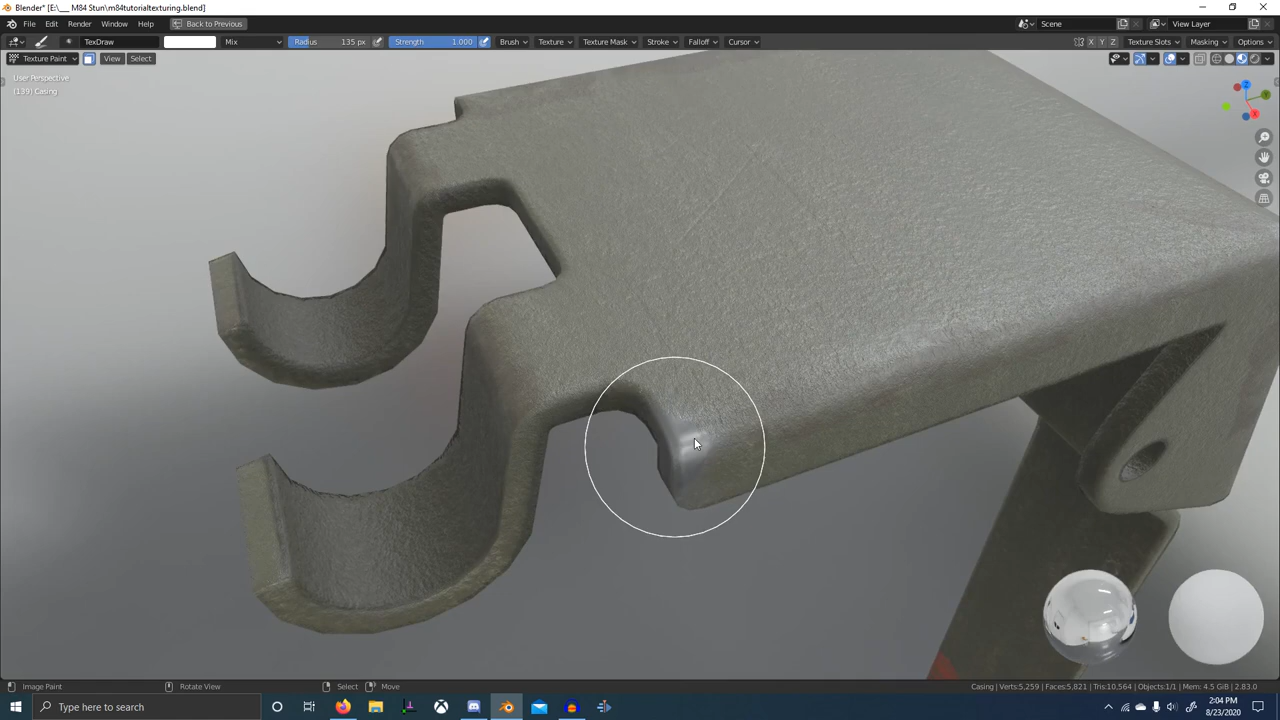 Blender* [E:\___ M84 Stun\m84tutorialtexturing.blend]
File Edit Render Window Help Back to Previous Scene View Layer
TexDraw Mix Radius 135 px Strength 1.000 Brush Texture Texture Mask Stroke Falloff Cursor X Y Z Texture Slots Masking Options
Texture Paint View Select
User Perspective
(139) Casing
Z
Y
X
Image Paint Rotate View Select Move Casing | Verts:5,259 | Faces:5,821 | Tris:10,564 | Objects:1/1 | Mem: 4.5 GiB | 2.83.0
Type here to search 2:04 PM
8/23/2020